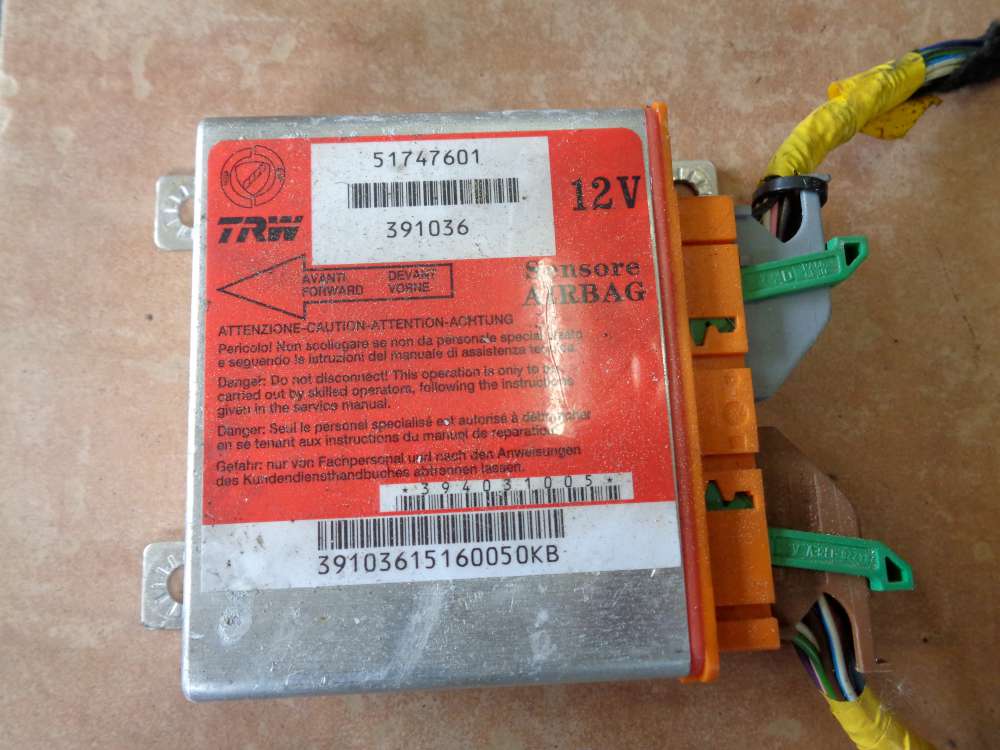 51747601
391036
12V
TRW
AVANTI DEVANT
FORWARD VORNE
Sensore
AIRBAG
ATTENZIONE-CAUTION-ATTENTION-ACHTUNG
Pericolo! Non scollegare se non da personale specializzato
e seguendo le istruzioni del manuale di assistenza tecnica.
Danger: Do not disconnect! This operation is only to be
carried out by skilled operators, following the instructions
given in the service manual.
Danger: Seul le personal specialisé est autorisé à débrancher
en se tenant aux instructions du manuel de reparation.
Gefahr: nur von Fachpersonal und nach den Anweisungen
des Kundendiensthandbuches abtrennen lassen.
*394031005*
39103615160050KB